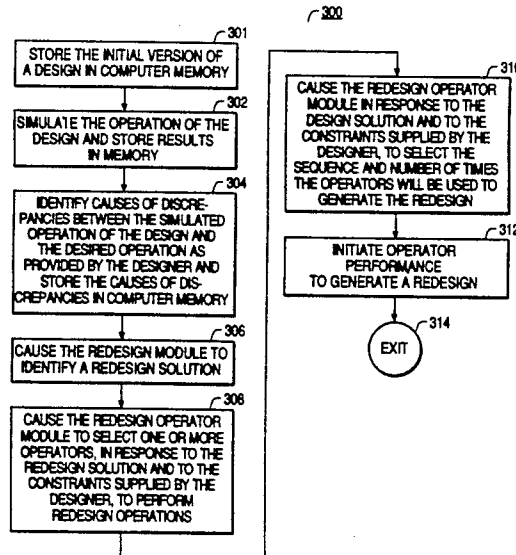 300
301
STORE THE INITIAL VERSION OF
A DESIGN IN COMPUTER MEMORY
302
SIMULATE THE OPERATION OF THE
DESIGN AND STORE RESULTS
IN MEMORY
304
IDENTIFY CAUSES OF DISCRE-
PANCIES BETWEEN THE SIMULATED
OPERATION OF THE DESIGN AND
THE DESIRED OPERATION AS
PROVIDED BY THE DESIGNER AND
STORE THE CAUSES OF DIS-
CREPANCIES IN COMPUTER MEMORY
306
CAUSE THE REDESIGN MODULE TO
IDENTIFY A REDESIGN SOLUTION
308
CAUSE THE REDESIGN OPERATOR
MODULE TO SELECT ONE OR MORE
OPERATORS, IN RESPONSE TO THE
REDESIGN SOLUTION AND TO THE
CONSTRAINTS SUPPLIED BY THE
DESIGNER, TO PERFORM
REDESIGN OPERATIONS
310
CAUSE THE REDESIGN OPERATOR
MODULE IN RESPONSE TO THE
DESIGN SOLUTION AND TO THE
CONSTRAINTS SUPPLIED BY THE
DESIGNER, TO SELECT THE
SEQUENCE AND NUMBER OF TIMES
THE OPERATORS WILL BE USED TO
GENERATE THE REDESIGN
312
INITIATE OPERATOR
PERFORMANCE
TO GENERATE A REDESIGN
314
EXIT